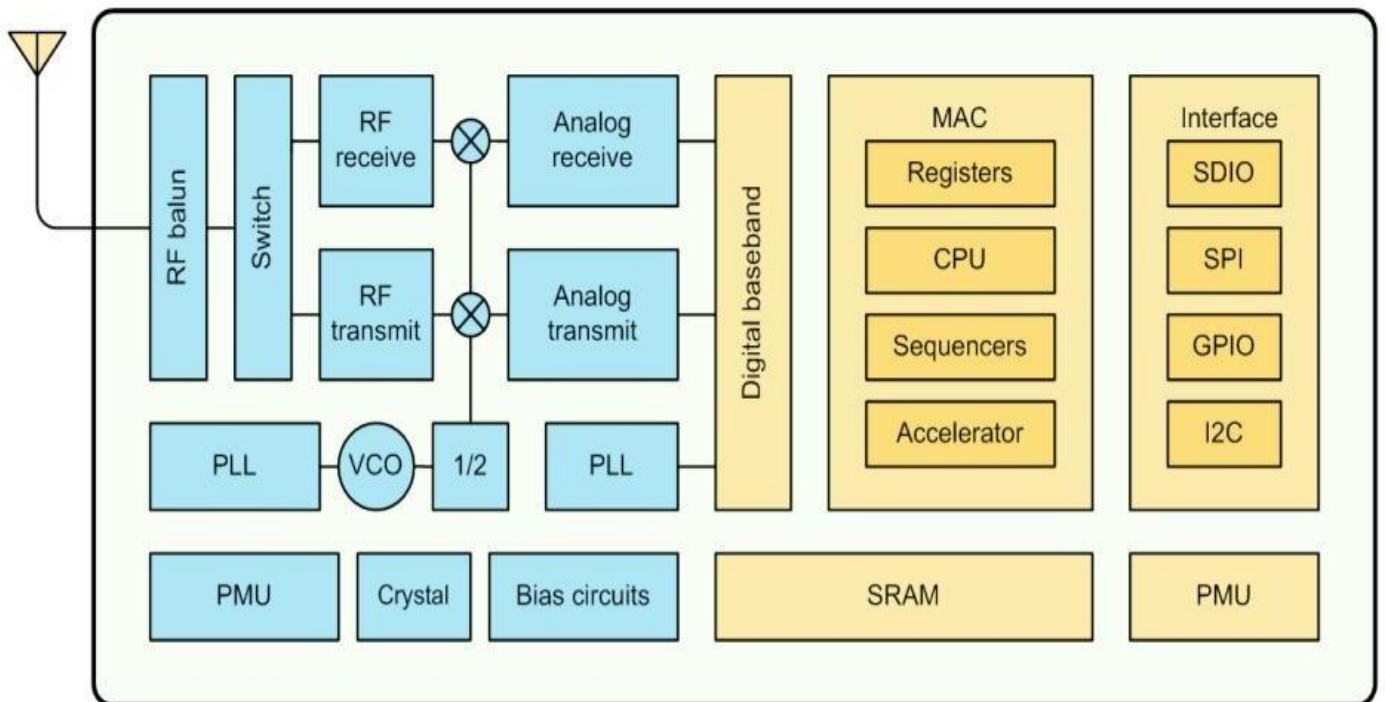 RF balun
Switch
RF
receive
Analog
receive
RF
transmit
Analog
transmit
PLL
VCO
1/2
PLL
Digital baseband
MAC
Registers
CPU
Sequencers
Accelerator
Interface
SDIO
SPI
GPIO
I2C
PMU
Crystal
Bias circuits
SRAM
PMU